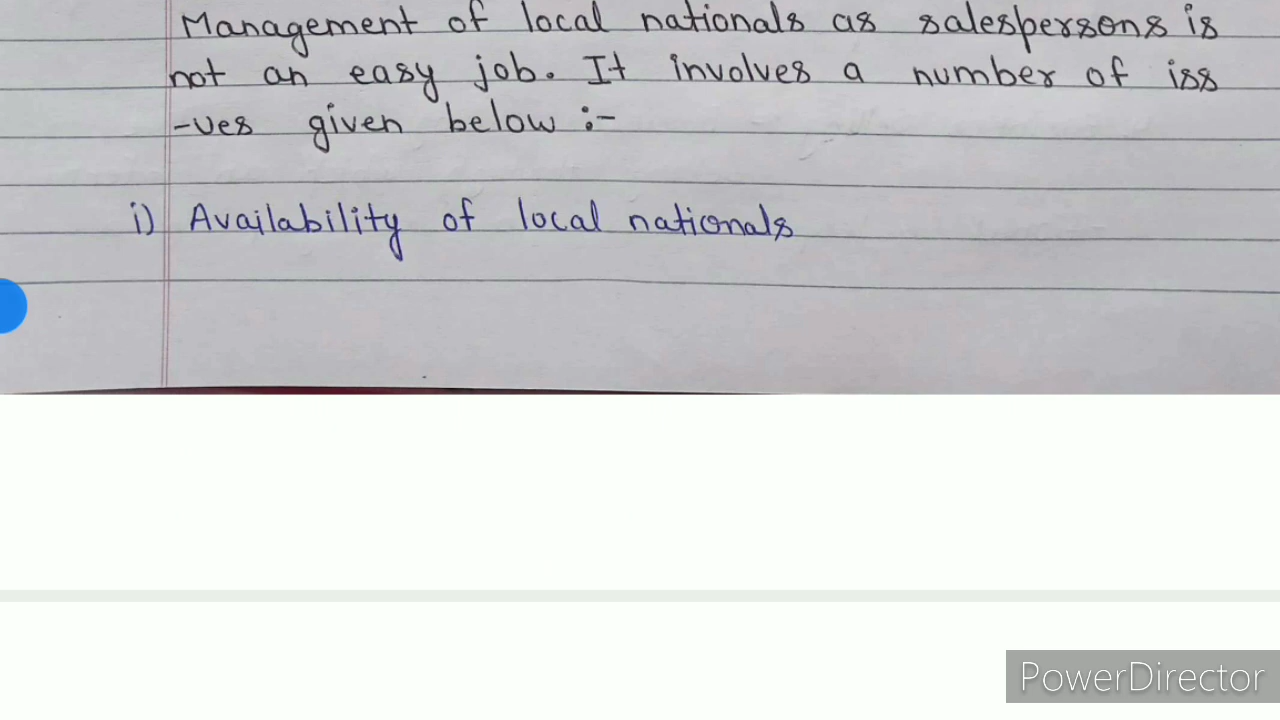 Management of local nationals as salespersons is
not an easy job. It involves a number of iss
-ues given below :-
i) Availability of local nationals
PowerDirector